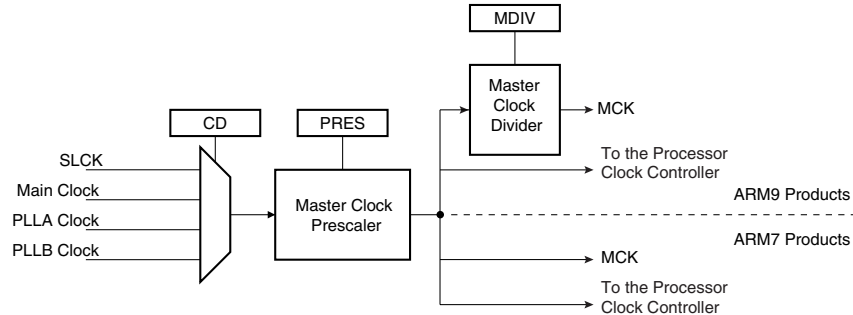 MDIV
Master
Clock
Divider
MCK
CD
PRES
SLCK
Main Clock
PLLA Clock
PLLB Clock
Master Clock
Prescaler
To the Processor
Clock Controller
ARM9 Products
ARM7 Products
MCK
To the Processor
Clock Controller